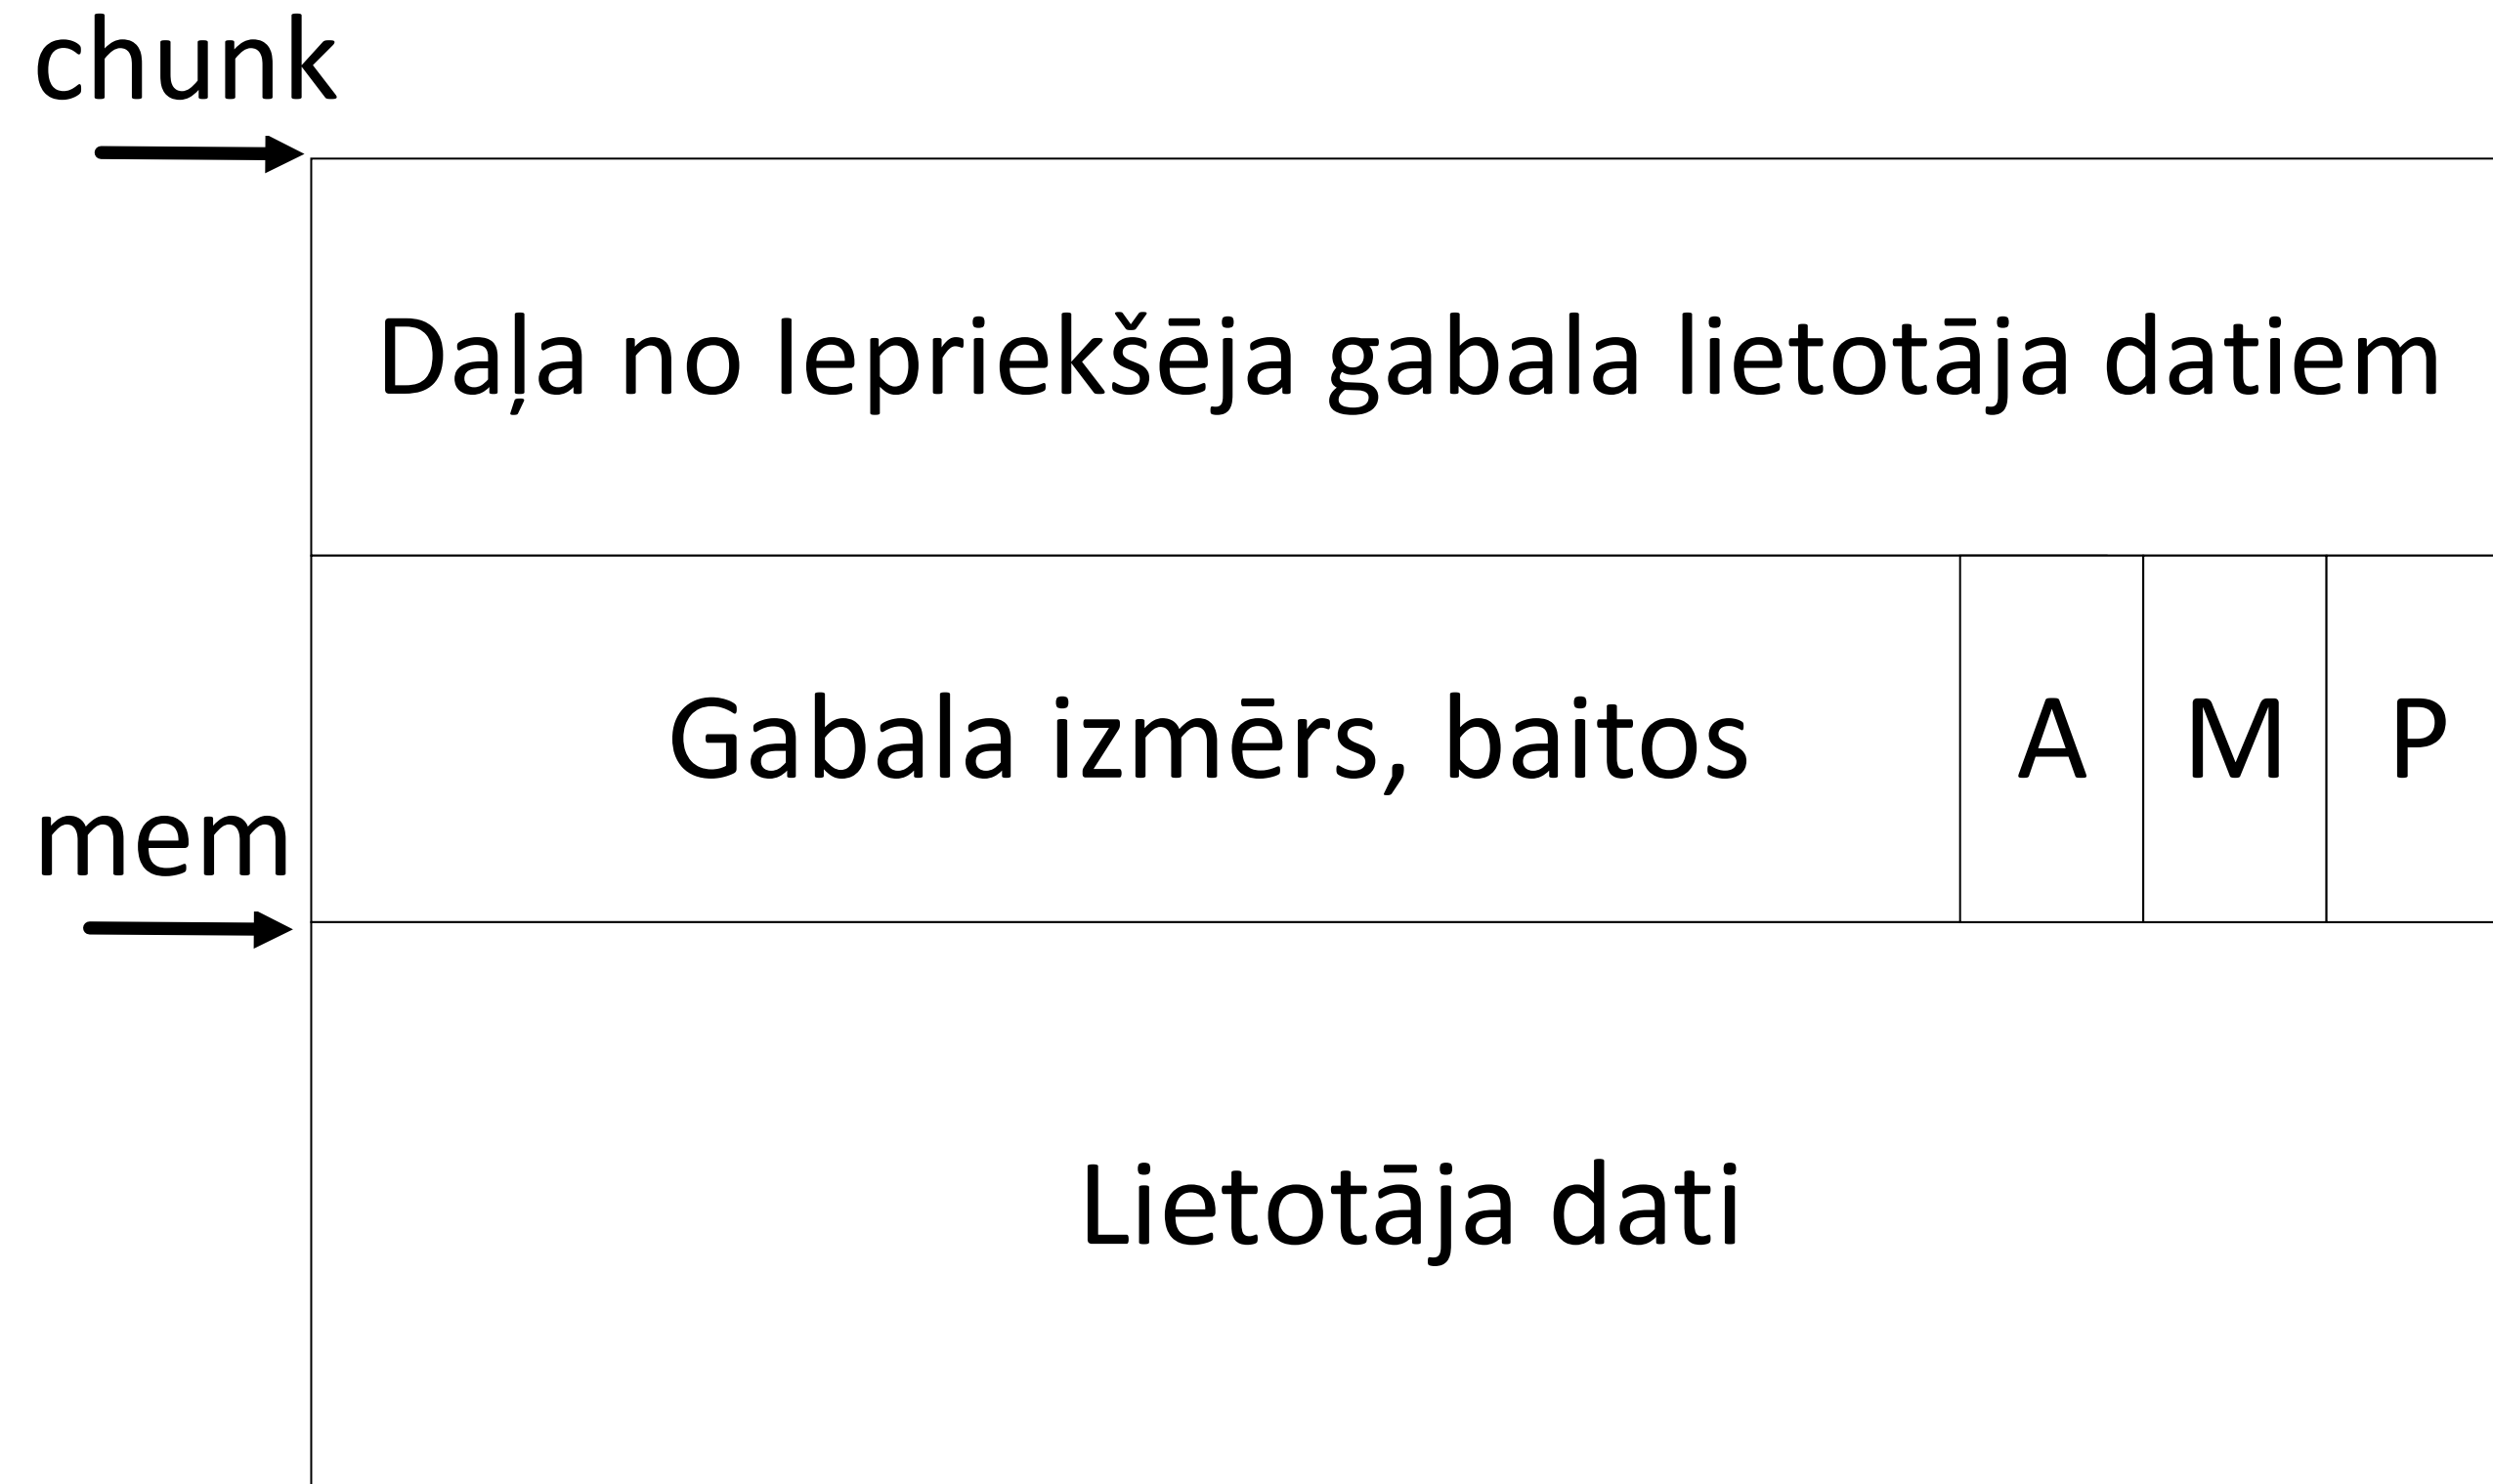 chunk
Daļa no Iepriekšēja gabala lietotāja datiem
Gabala izmērs, baitos A M P
mem
Lietotāja dati